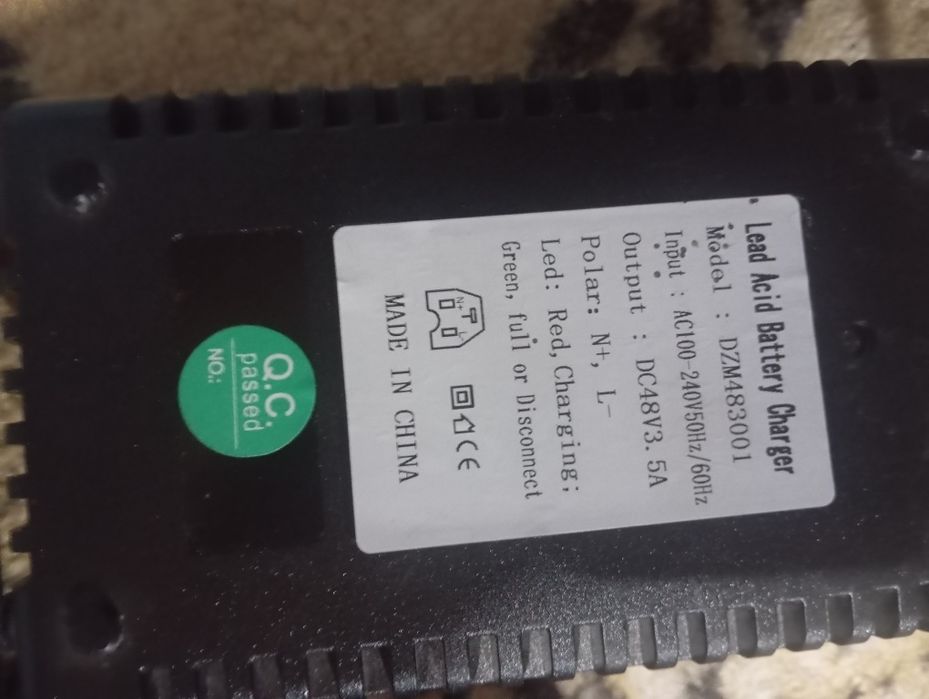 Lead Acid Battery Charger
Model : DZM483001
Input : AC100-240V50Hz/60Hz
Output : DC48V3.5A
Polar: N+, L-
Led: Red,Charging;
Green, full or Disconnect
N+ L-
CE
MADE IN CHINA
Q.C.
passed
NO.: